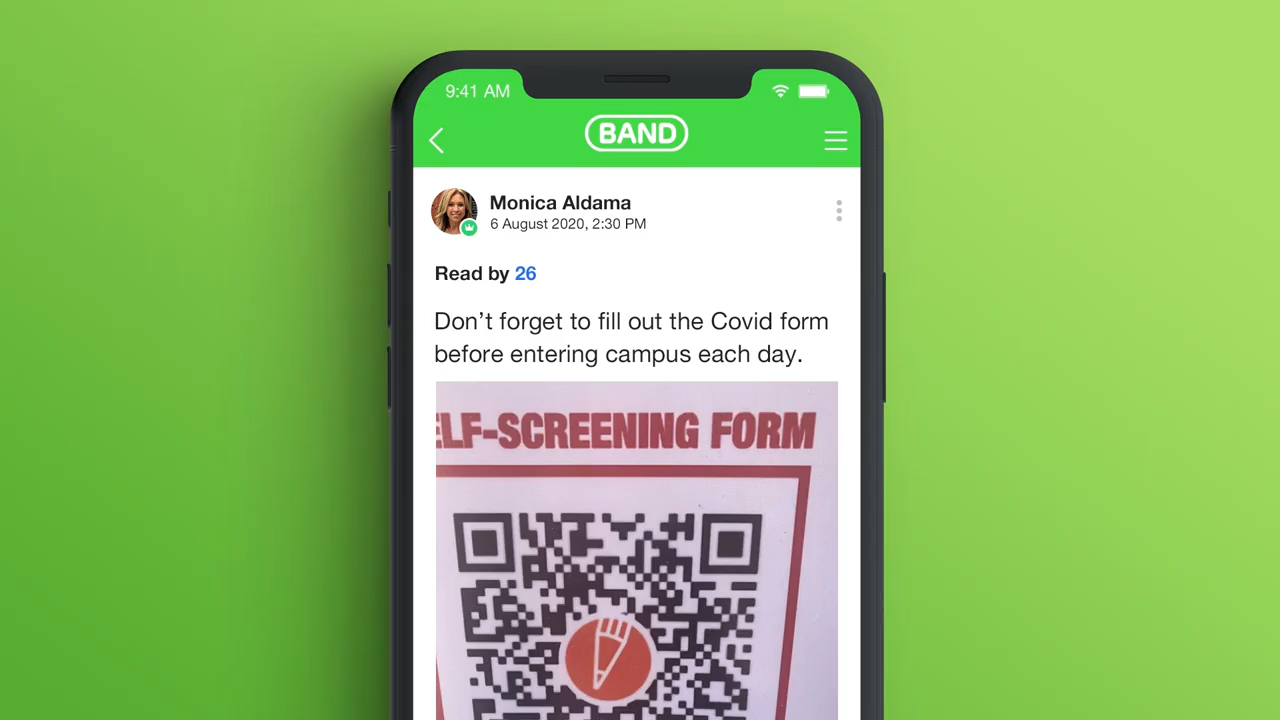 9:41 AM
BAND
Monica Aldama
6 August 2020, 2:30 PM
Read by 26
Don’t forget to fill out the Covid form
before entering campus each day.
ELF-SCREENING FORM